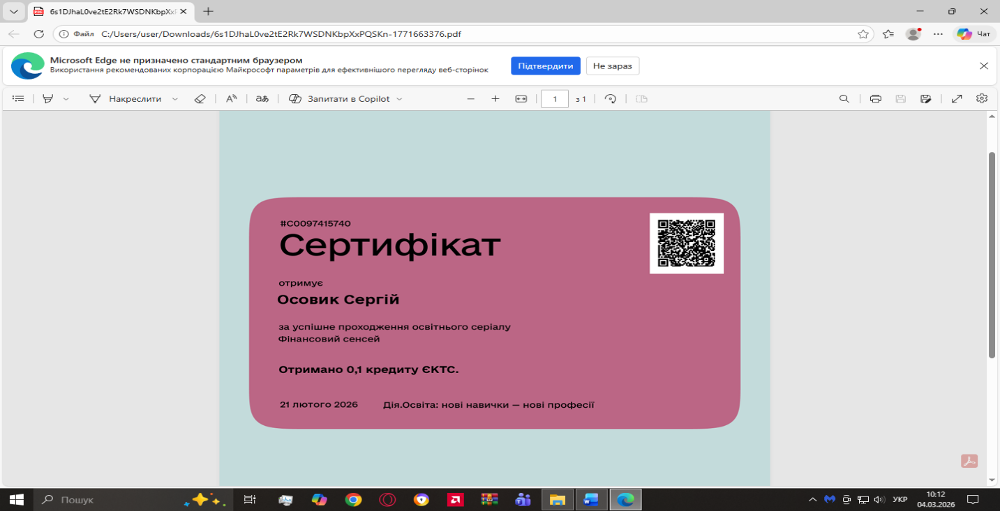 6s1DJhaL0ve2tE2Rk7WSDNKbpXxP
Файл C:/Users/user/Downloads/6s1DJhaL0ve2tE2Rk7WSDNKbpXxPQSKn-1771663376.pdf
Чат
Microsoft Edge не призначено стандартним браузером
Використання рекомендованих корпорацією Майкрософт параметрів для ефективнішого перегляду веб-сторінок
Підтвердити
Не зараз
Накреслити
Запитати в Copilot
1 з 1
#C0097415740
Сертифікат
отримує
Осовик Сергій
за успішне проходження освітнього серіалу
Фінансовий сенсей
Отримано 0,1 кредиту ЄКТС.
21 лютого 2026 Дія.Освіта: нові навички — нові професії
Пошук
УКР
10:12
04.03.2026